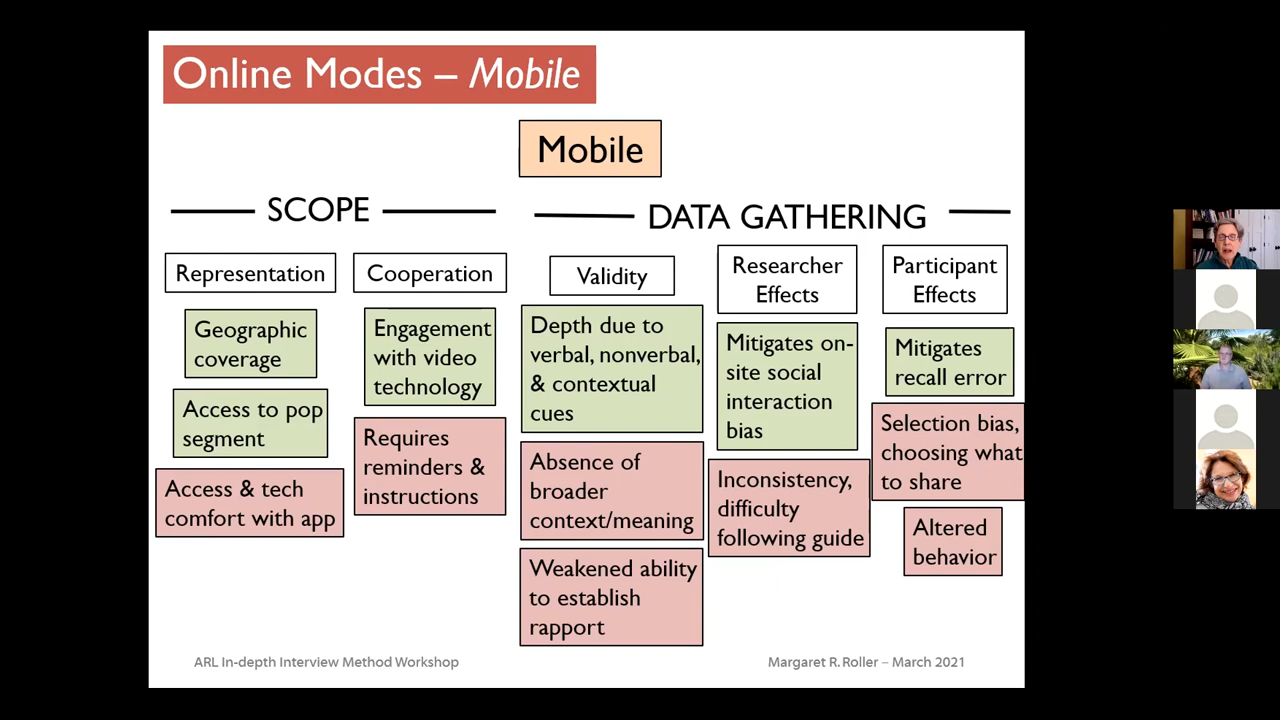 Online Modes – Mobile
Mobile
SCOPE
DATA GATHERING
Representation
Geographic
coverage
Access to pop
segment
Access & tech
comfort with app
Cooperation
Engagement
with video
technology
Requires
reminders &
instructions
Validity
Depth due to
verbal, nonverbal,
& contextual
cues
Absence of
broader
context/meaning
Weakened ability
to establish
rapport
Researcher
Effects
Mitigates on-
site social
interaction
bias
Inconsistency,
difficulty
following guide
Participant
Effects
Mitigates
recall error
Selection bias,
choosing what
to share
Altered
behavior
ARL In-depth Interview Method Workshop
Margaret R. Roller – March 2021